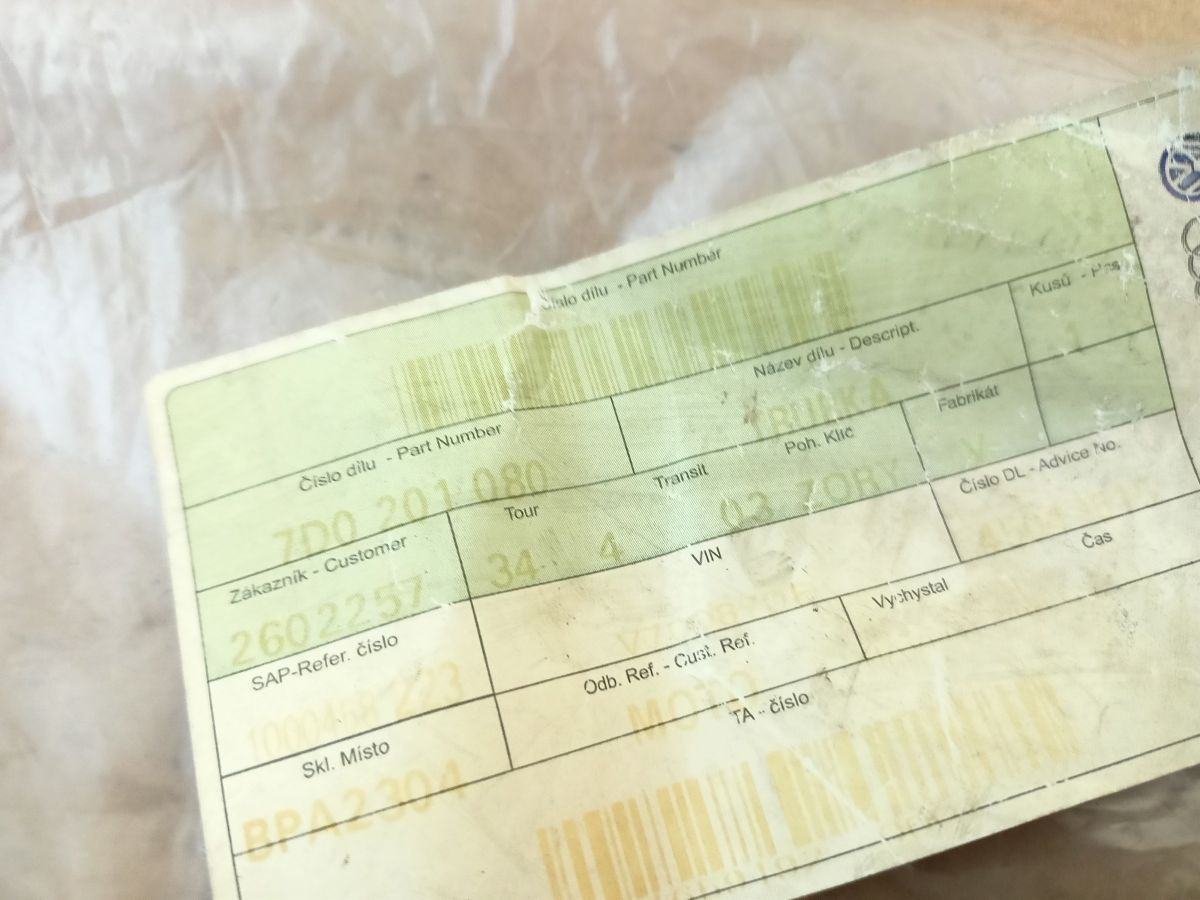 Číslo dílu - Part Number
Název dílu - Descript.
Kusů -
1
Číslo dílu - Part Number
7D0 201 080
Fabrikát
Zákazník - Customer
2602257
Tour
34 4
Transit
Poh. Klíč
03 ZORY
Číslo DL - Advice No.
SAP-Refer. číslo
VIN
Vychystal
Čas
Odb. Ref. - Cust. Ref.
Skl. Místo
BPA2304
TA - číslo